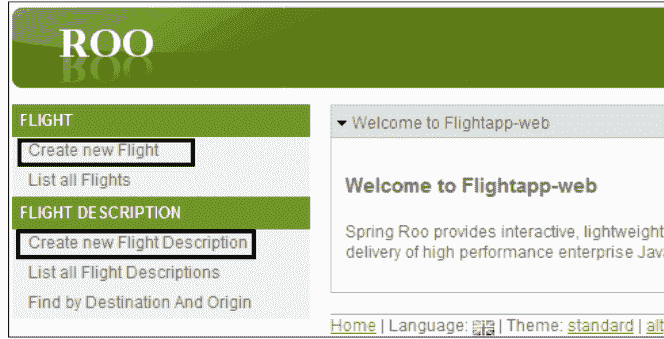 ROO
FLIGHT
Create new Flight
List all Flights
FLIGHT DESCRIPTION
Create new Flight Description
List all Flight Descriptions
Find by Destination And Origin
Welcome to Flightapp-web
Welcome to Flightapp-web
Spring Roo provides interactive, lightweight
delivery of high performance enterprise Jav
Home | Language: | Theme: standard | alt